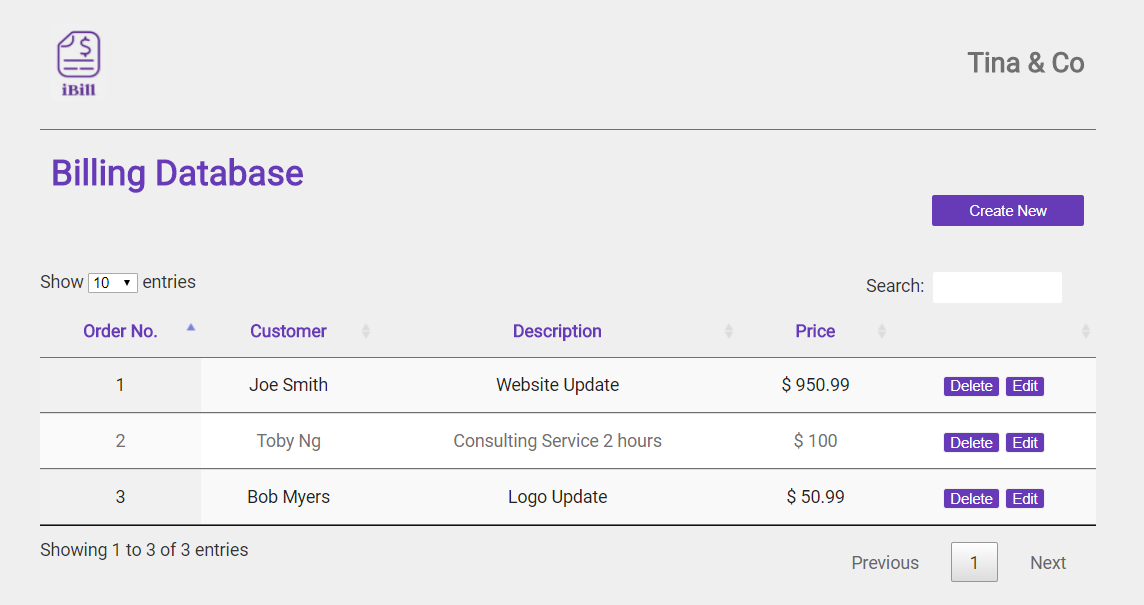 $
iBill
Tina & Co
Billing Database
Create New
Show 10 entries
Search:
Order No. Customer Description Price
1 Joe Smith Website Update $ 950.99 Delete Edit
2 Toby Ng Consulting Service 2 hours $ 100 Delete Edit
3 Bob Myers Logo Update $ 50.99 Delete Edit
Showing 1 to 3 of 3 entries
Previous 1 Next